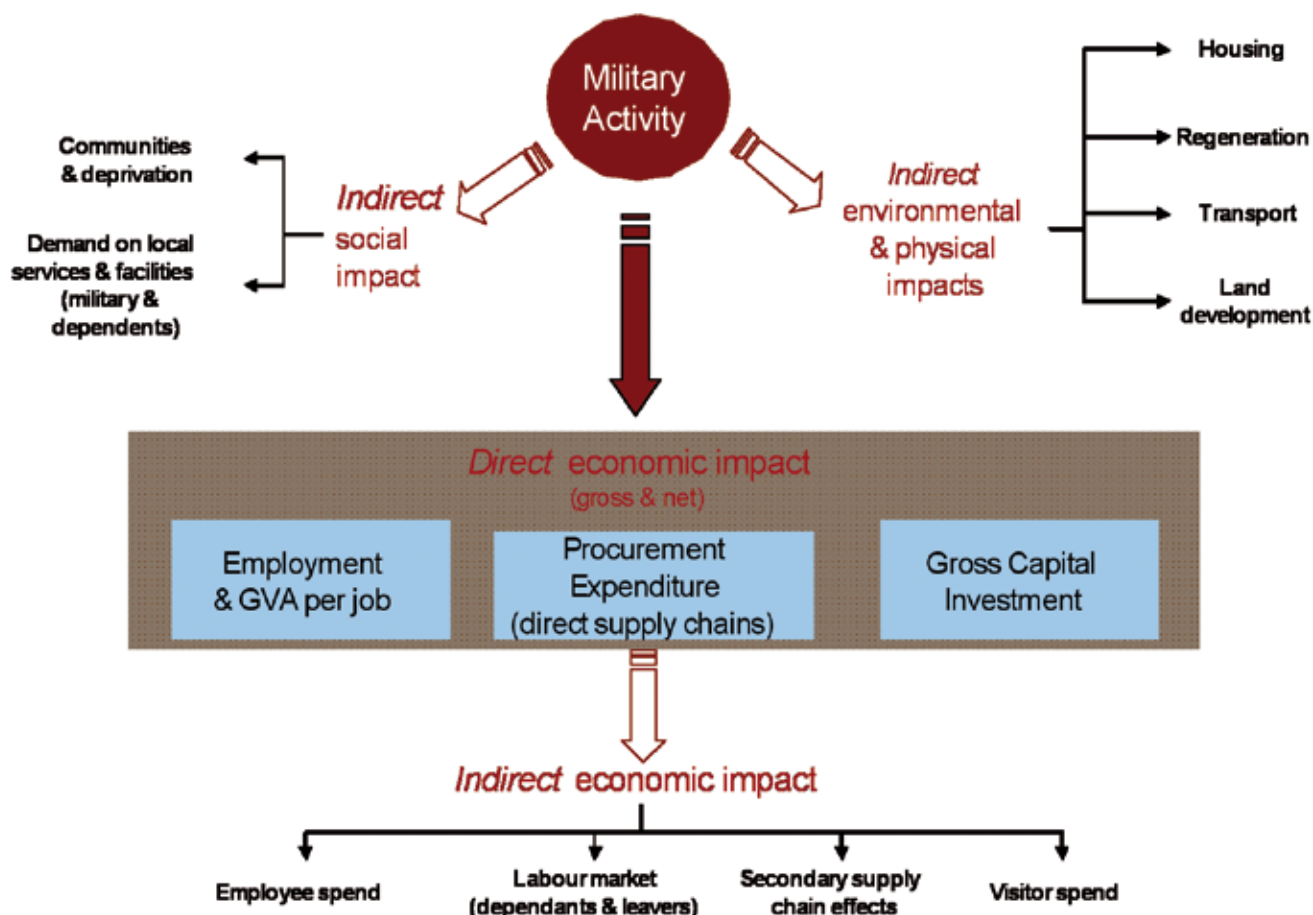 Military
Activity
Housing
Regeneration
Transport
Land
development
Communities
& deprivation
Demand on local
services & facilities
(military &
dependents)
Indirect
social
impact
Indirect
environmental
& physical
impacts
Direct economic impact
(gross & net)
Employment
& GVA per job
Procurement
Expenditure
(direct supply chains)
Gross Capital
Investment
Indirect economic impact
Employee spend
Labour market
(dependants & leavers)
Secondary supply
chain effects
Visitor spend